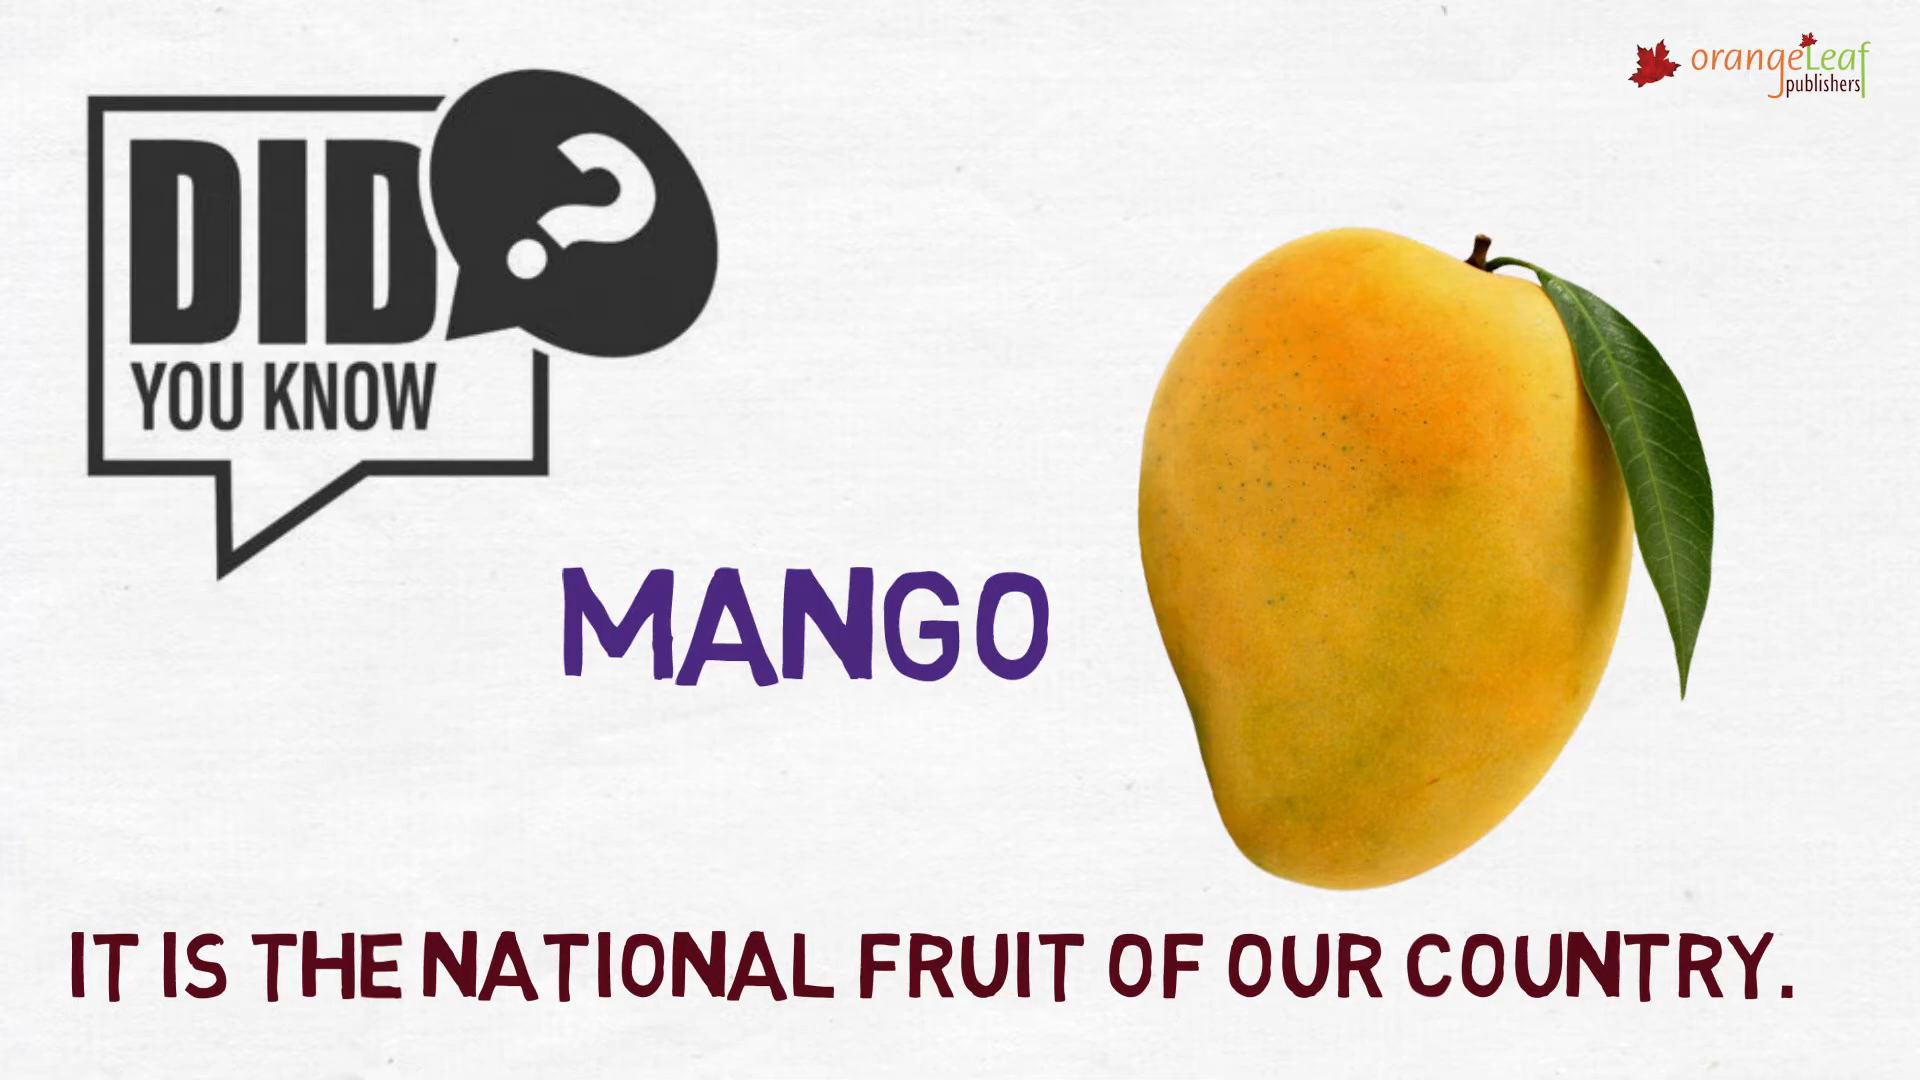 orangeLeaf
publishers
DID
?
YOU KNOW
MANGO
IT IS THE NATIONAL FRUIT OF OUR COUNTRY.